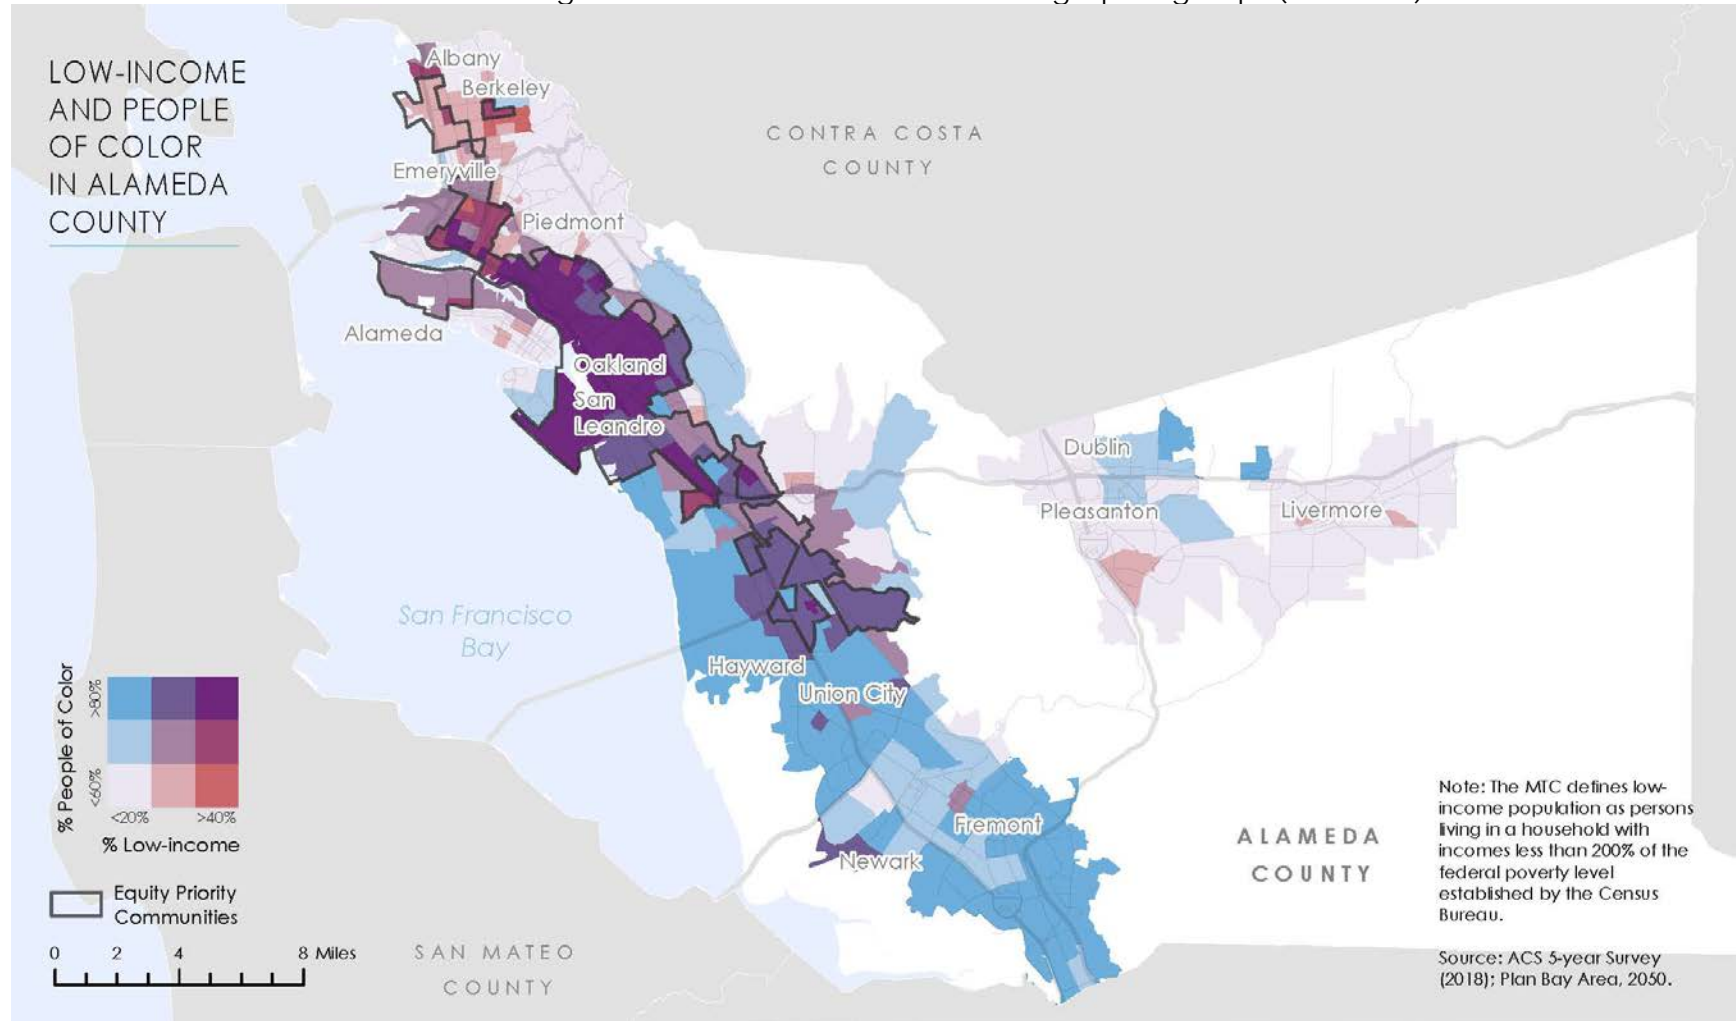 LOW-INCOME
AND PEOPLE
OF COLOR
IN ALAMEDA
COUNTY
Albany
Berkeley
Emeryville
Piedmont
Alameda
Oakland
San
Leandro
CONTRA COSTA
COUNTY
Dublin
Pleasanton
Livermore
San Francisco
Bay
Hayward
Union City
Fremont
Newark
ALAMEDA
COUNTY
SAN MATEO
COUNTY
% People of Color
>80%
<60%
<20%
>40%
% Low-income
Equity Priority
Communities
0 2 4 8 Miles
Note: The MTC defines low-
income population as persons
living in a household with
incomes less than 200% of the
federal poverty level
established by the Census
Bureau.
Source: ACS 5-year Survey
(2018); Plan Bay Area, 2050.